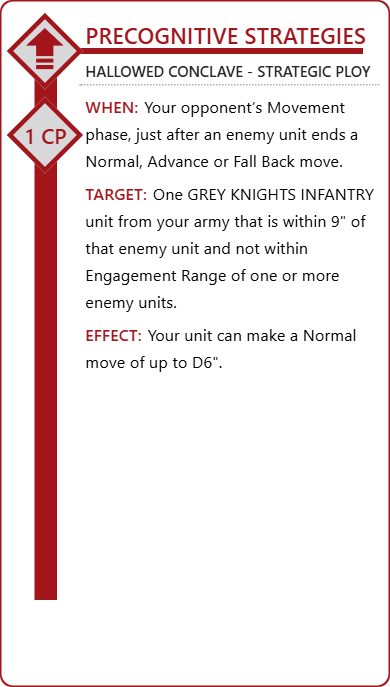 PRECOGNITIVE STRATEGIES
HALLOWED CONCLAVE - STRATEGIC PLOY
1 CP
WHEN: Your opponent's Movement
phase, just after an enemy unit ends a
Normal, Advance or Fall Back move.
TARGET: One GREY KNIGHTS INFANTRY
unit from your army that is within 9" of
that enemy unit and not within
Engagement Range of one or more
enemy units.
EFFECT: Your unit can make a Normal
move of up to D6".